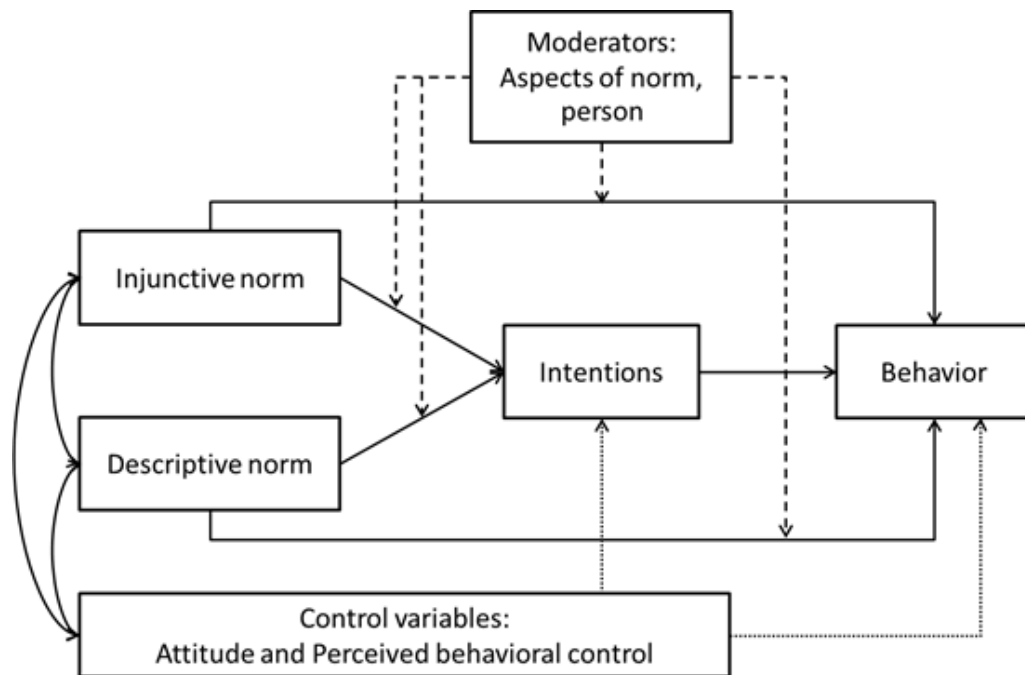 Moderators:
Aspects of norm,
person
Injunctive norm
Intentions
Behavior
Descriptive norm
Control variables:
Attitude and Perceived behavioral control